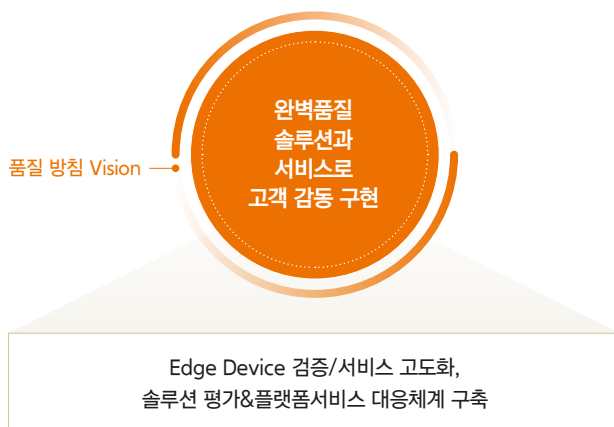 완벽품질
솔루션과
서비스로
고객 감동 구현
품질 방침 Vision
Edge Device 검증/서비스 고도화,
솔루션 평가&플랫폼서비스 대응체계 구축